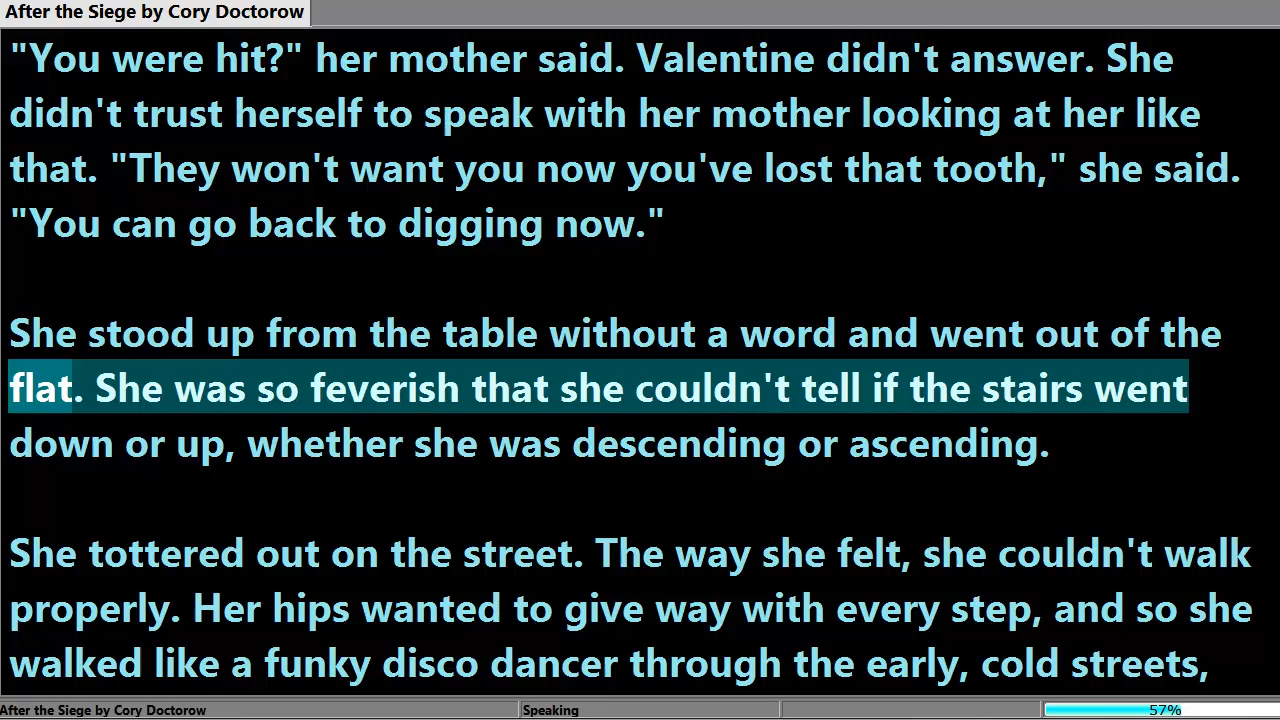 After the Siege by Cory Doctorow
"You were hit?" her mother said. Valentine didn't answer. She
didn't trust herself to speak with her mother looking at her like
that. "They won't want you now you've lost that tooth," she said.
"You can go back to digging now."
She stood up from the table without a word and went out of the
flat. She was so feverish that she couldn't tell if the stairs went
down or up, whether she was descending or ascending.
She tottered out on the street. The way she felt, she couldn't walk
properly. Her hips wanted to give way with every step, and so she
walked like a funky disco dancer through the early, cold streets,
After the Siege by Cory Doctorow
Speaking
57%